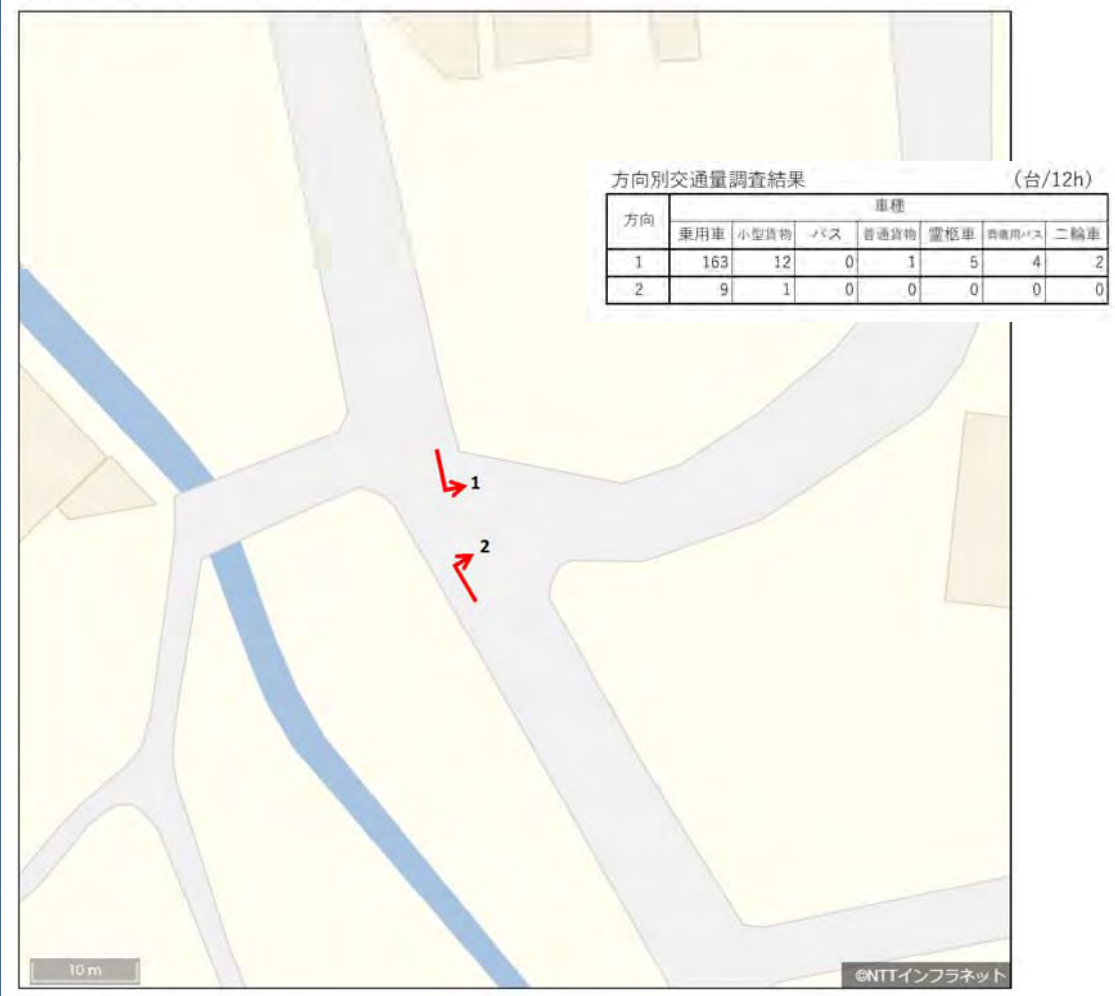 方向別交通量調査結果 (台/12h)
方向 車種
乗用車 小型貨物 バス 普通貨物 霊柩車 葬儀用バス 二輪車
1 163 12 0 1 5 4 2
2 9 1 0 0 0 0 0
1
2
10 m
©NTTインフラネット